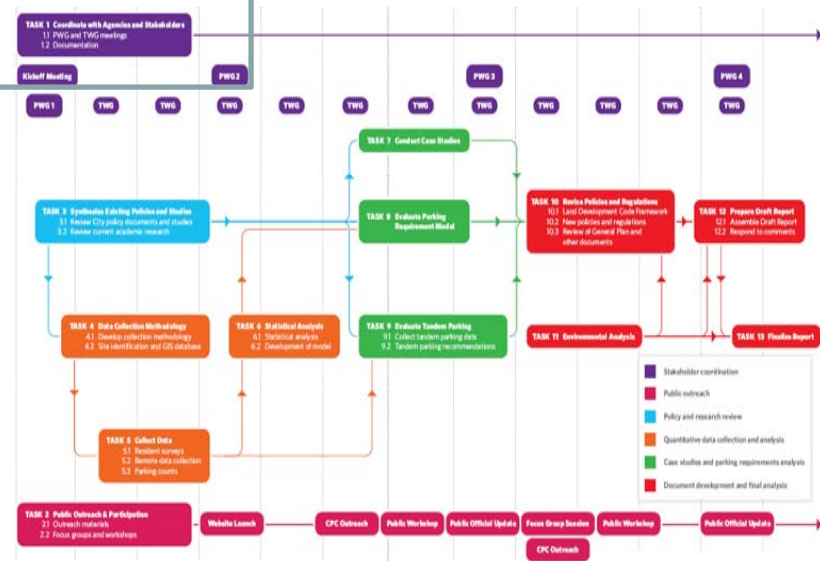 TASK 1 Coordinate with Agencies and Stakeholders
1.1 PWG and TWG meetings
1.2 Documentation
Kickoff Meeting
PWG 2
PWG 3
PWG 4
PWG 1
TWG
TWG
TWG
TWG
TWG
TWG
TWG
TWG
TWG
TWG
TWG
TASK 7 Conduct Case Studies
TASK 3 Synthesize Existing Policies and Studies
3.1 Review City policy documents and studies
3.2 Review current academic research
TASK 8 Evaluate Parking
Requirement Model
TASK 10 Revise Policies and Regulations
10.1 Land Development Code Framework
10.2 New policies and regulations
10.3 Review of General Plan and
other documents
TASK 12 Prepare Draft Report
12.1 Assemble Draft Report
12.2 Respond to comments
TASK 4 Data Collection Methodology
4.1 Develop collection methodology
4.2 Site identification and GIS database
TASK 6 Statistical Analysis
6.1 Statistical analysis
6.2 Development of model
TASK 9 Evaluate Tandem Parking
9.1 Collect tandem parking data
9.2 Tandem parking recommendations
TASK 11 Environmental Analysis
TASK 13 Finalize Report
TASK 5 Collect Data
5.1 Resident surveys
5.2 Remote data collection
5.3 Parking counts
Stakeholder coordination
Public outreach
Policy and research review
Quantitative data collection and analysis
Case studies and parking requirements analysis
Document development and final analysis
TASK 2 Public Outreach & Participation
2.1 Outreach materials
2.2 Focus groups and workshops
Website Launch
CPC Outreach
Public Workshop
Public Official Update
Focus Group Session
Public Workshop
Public Official Update
CPC Outreach